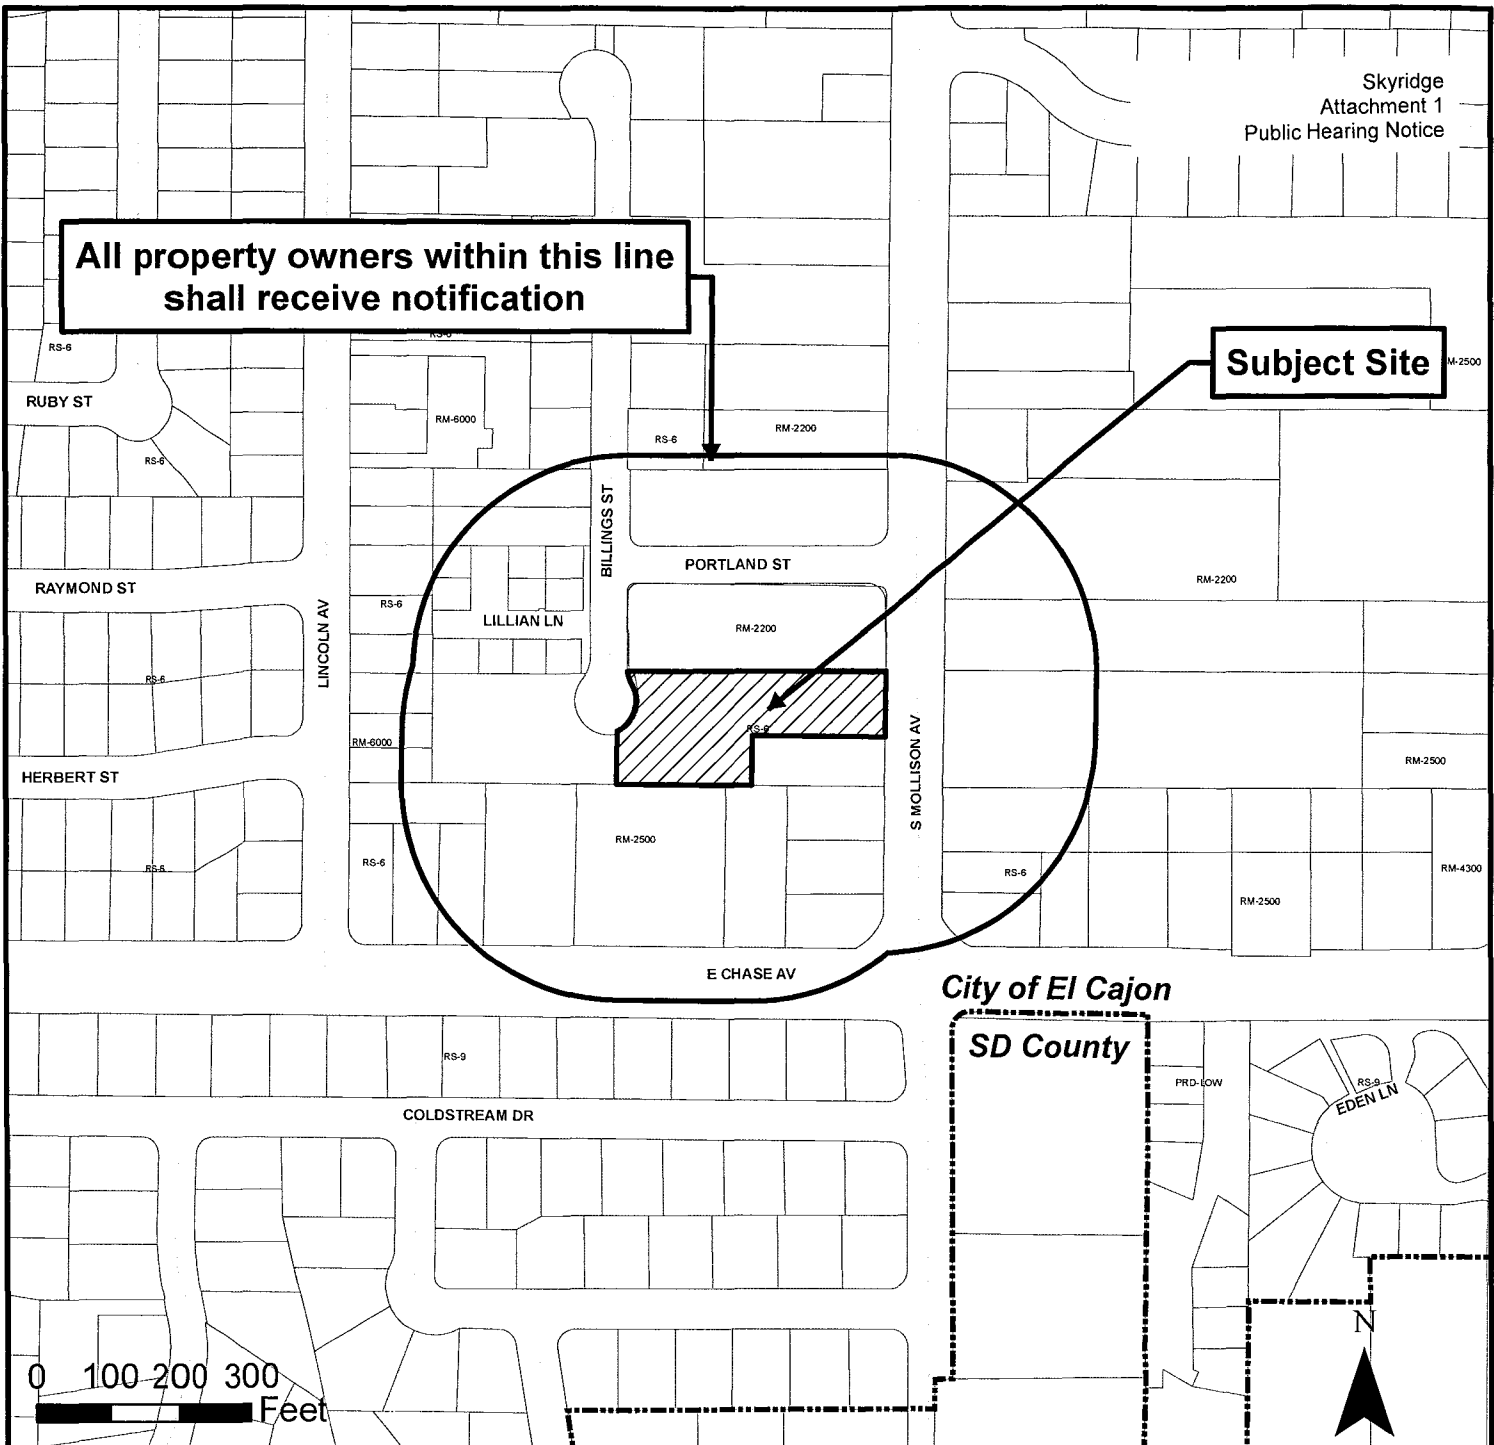 Skyridge
Attachment 1
Public Hearing Notice
All property owners within this line
shall receive notification
RS-6
Subject Site
RS-6
M-2500
RUBY ST
RM-6000
RM-2200
RS-6
RS-6
BILLINGS ST
PORTLAND ST
RAYMOND ST
RM-2200
LINCOLN AV
RS-6
LILLIAN LN
RM-2200
RS-6
RS-6
S MOLLISON AV
RM-6000
RM-2500
HERBERT ST
RM-2500
RS-6
RS-6
RS-6
RM-4300
RM-2500
E CHASE AV
City of El Cajon
SD County
RS-9
PRD-LOW
RS-9
EDEN LN
COLDSTREAM DR
N
0 100 200 300
Feet